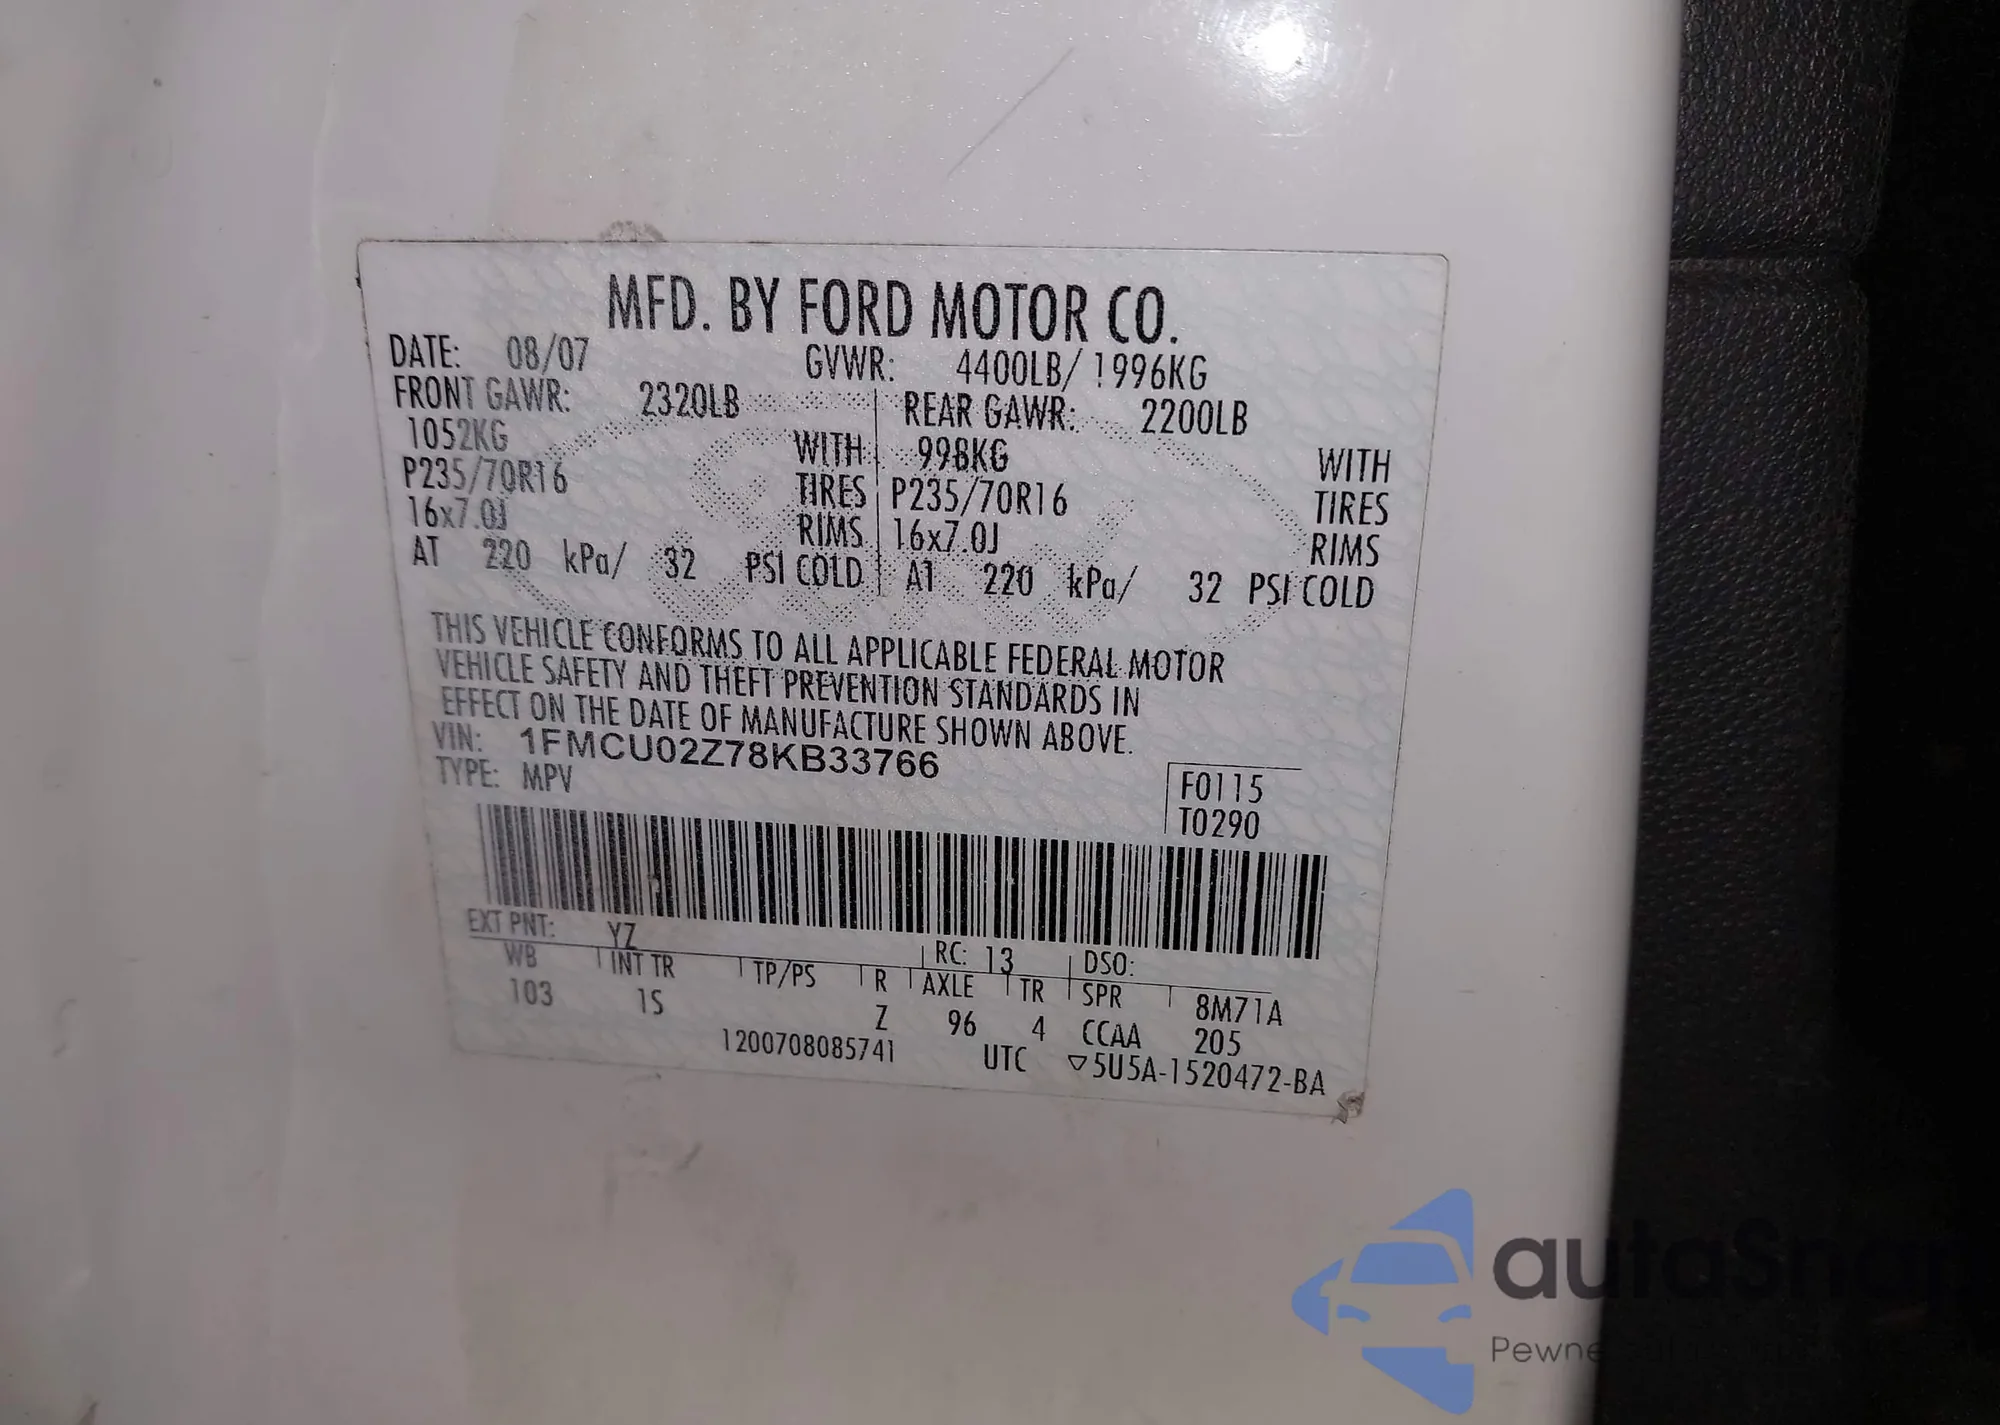 MFD. BY FORD MOTOR CO.
DATE: 08/07 GVWR: 4400LB/ 1996KG
FRONT GAWR: 2320LB REAR GAWR: 2200LB
1052KG WITH 998KG WITH
P235/70R16 TIRES P235/70R16 TIRES
16x7.0J RIMS 16x7.0J RIMS
AT 220 kPa/ 32 PSI COLD AT 220 kPa/ 32 PSI COLD
THIS VEHICLE CONFORMS TO ALL APPLICABLE FEDERAL MOTOR
VEHICLE SAFETY AND THEFT PREVENTION STANDARDS IN
EFFECT ON THE DATE OF MANUFACTURE SHOWN ABOVE.
VIN: 1FMCU02Z78KB33766
TYPE: MPV
F0115
T0290
EXT PNT: YZ RC: 13 DSO:
WB INT TR TP/PS R AXLE TR SPR 8M71A
103 1S Z 96 4 CCAA 205
1200708085741 UTC ▽5U5A-1520472-BA
autaSnap